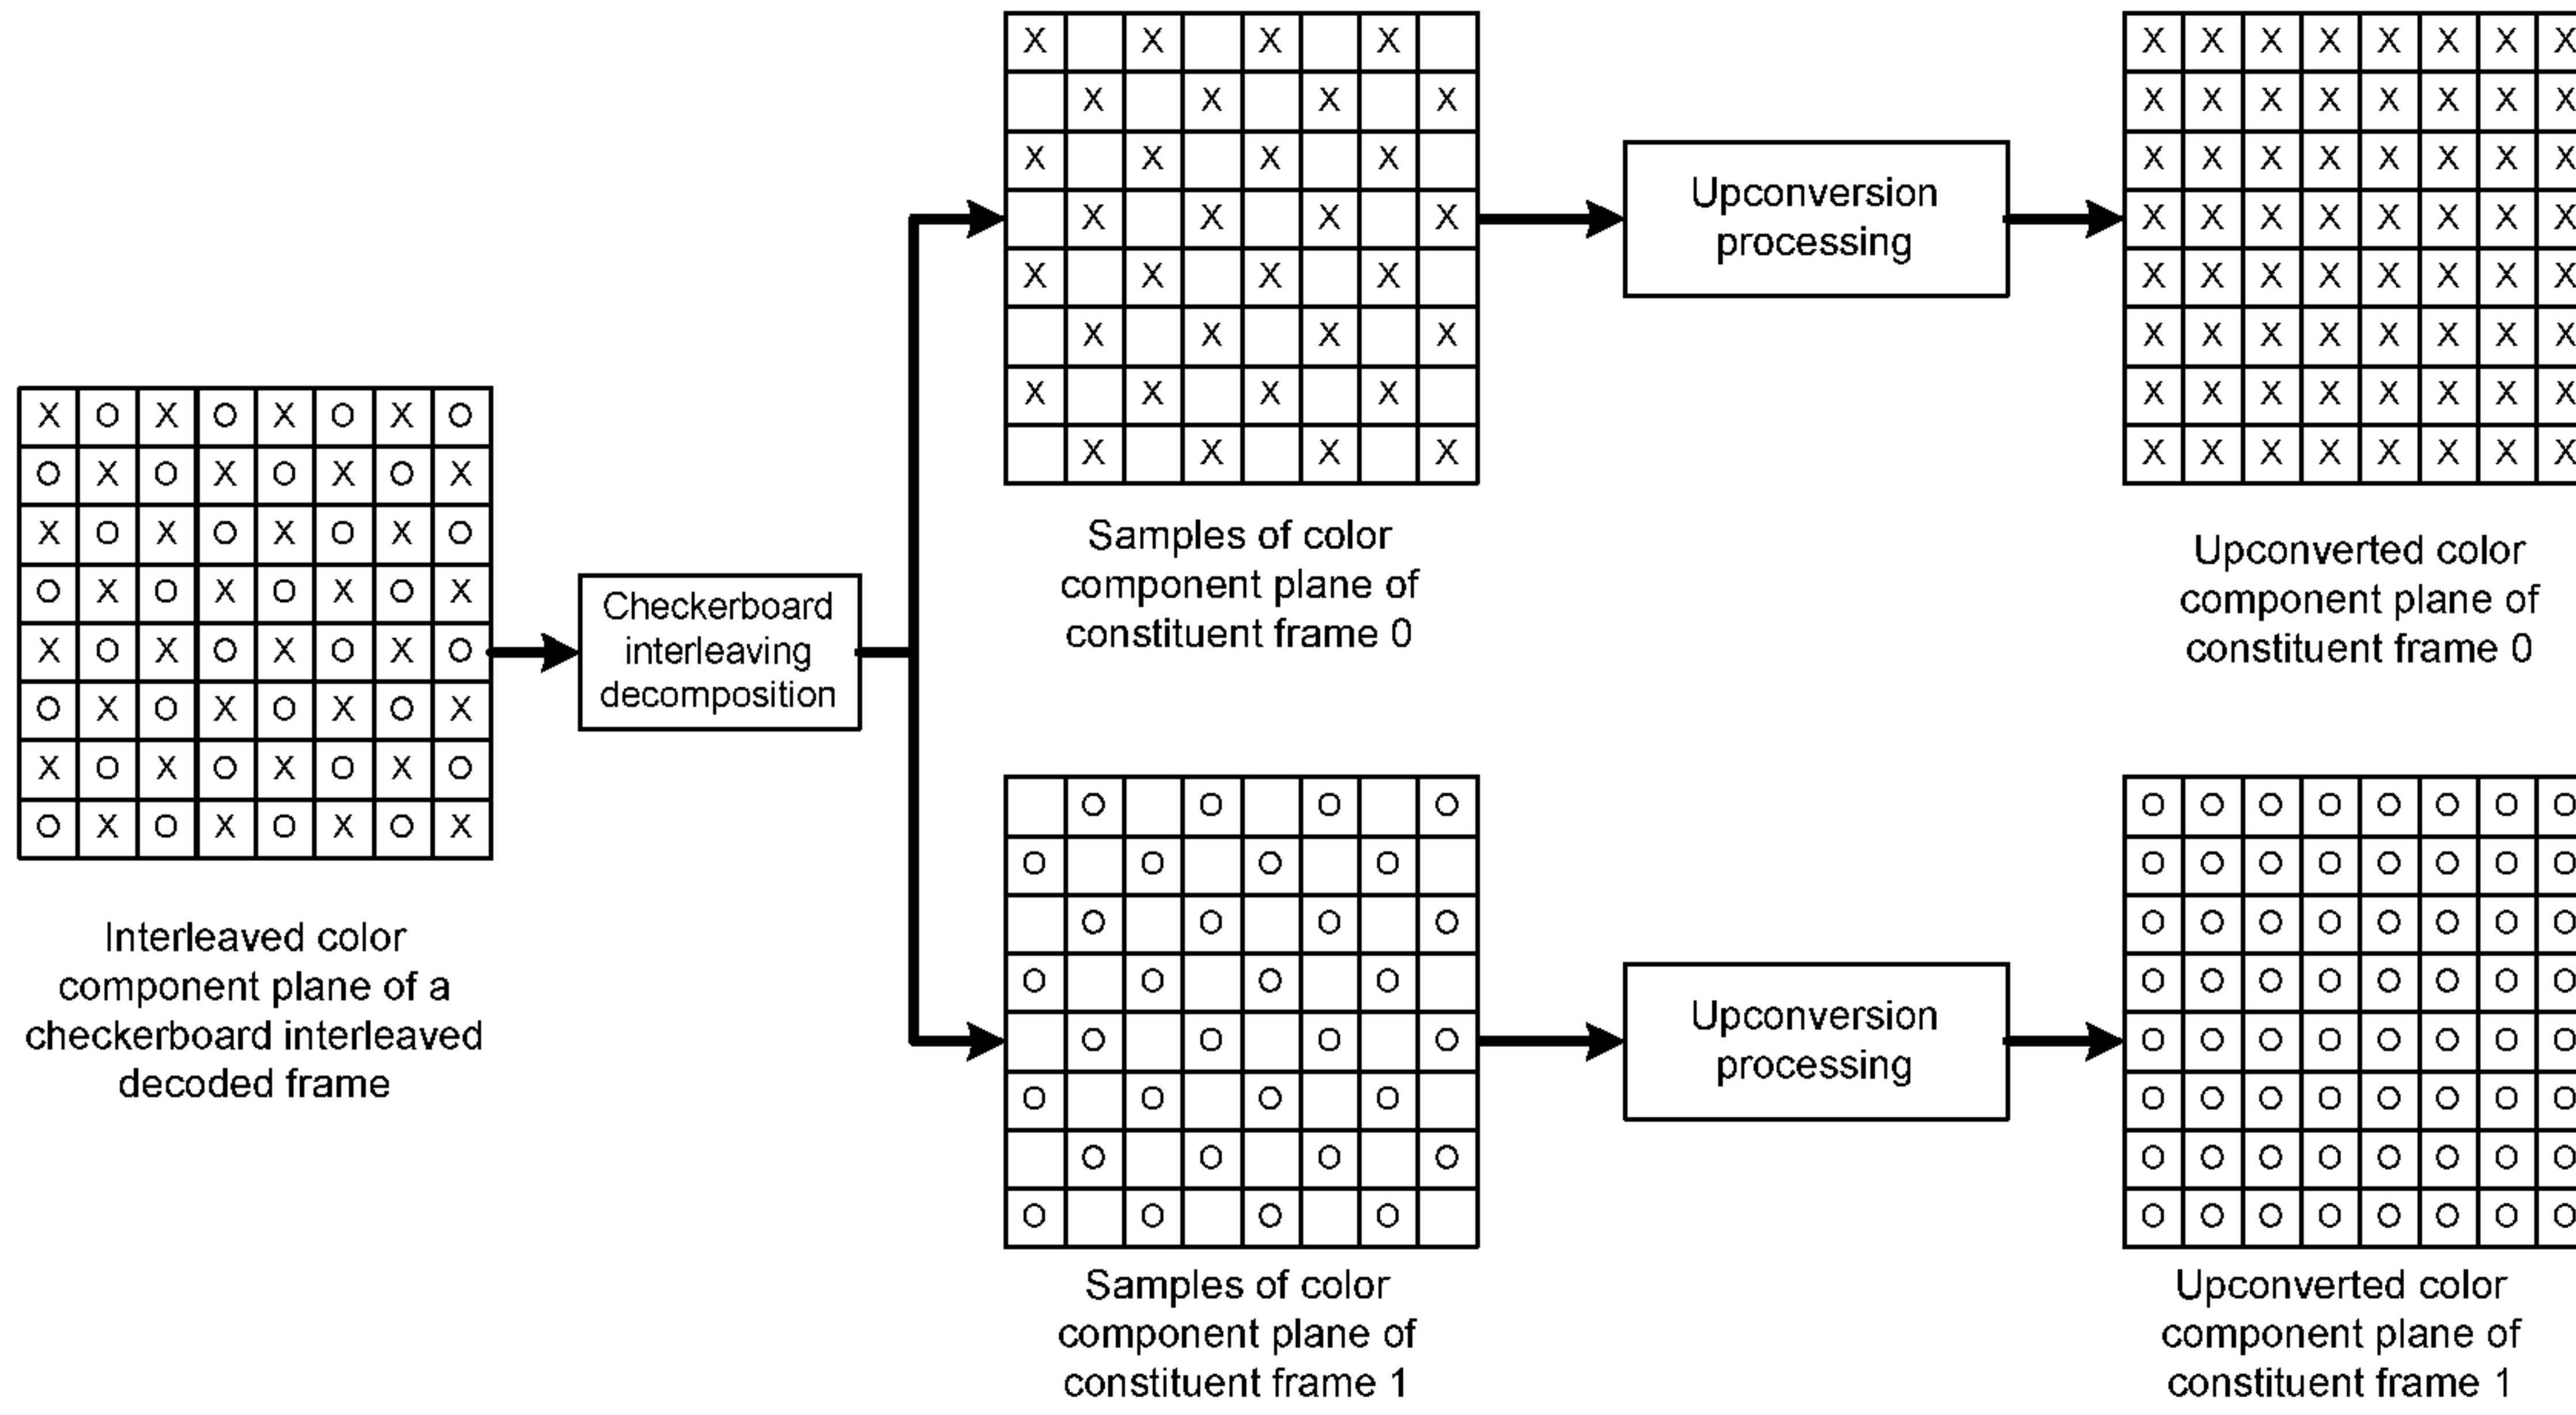 X O X O X O X O
O X O X O X O X
X O X O X O X O
O X O X O X O X
X O X O X O X O
O X O X O X O X
X O X O X O X O
O X O X O X O X
Interleaved color
component plane of a
checkerboard interleaved
decoded frame
Checkerboard
interleaving
decomposition
X X X X
X X X X
X X X X
X X X X
X X X X
X X X X
X X X X
X X X X
Samples of color
component plane of
constituent frame 0
Upconversion
processing
X X X X X X X X
X X X X X X X X
X X X X X X X X
X X X X X X X X
X X X X X X X X
X X X X X X X X
X X X X X X X X
X X X X X X X X
Upconverted color
component plane of
constituent frame 0
O O O O
O O O O
O O O O
O O O O
O O O O
O O O O
O O O O
O O O O
Samples of color
component plane of
constituent frame 1
Upconversion
processing
O O O O O O O O
O O O O O O O O
O O O O O O O O
O O O O O O O O
O O O O O O O O
O O O O O O O O
O O O O O O O O
O O O O O O O O
Upconverted color
component plane of
constituent frame 1